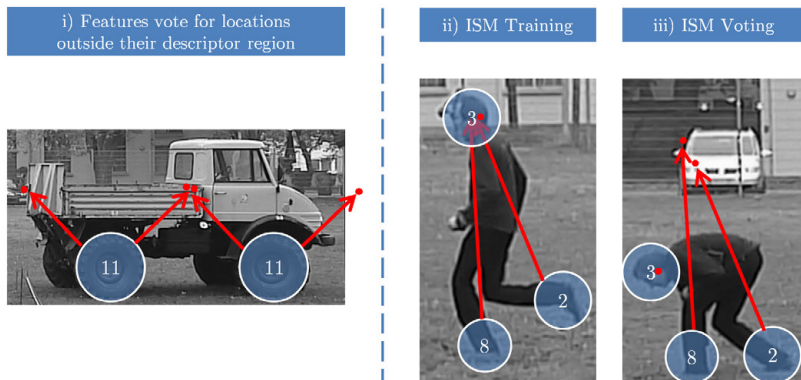 i) Features vote for locations
outside their descriptor region
ii) ISM Training
iii) ISM Voting
11
11
3
2
8
3
8
2